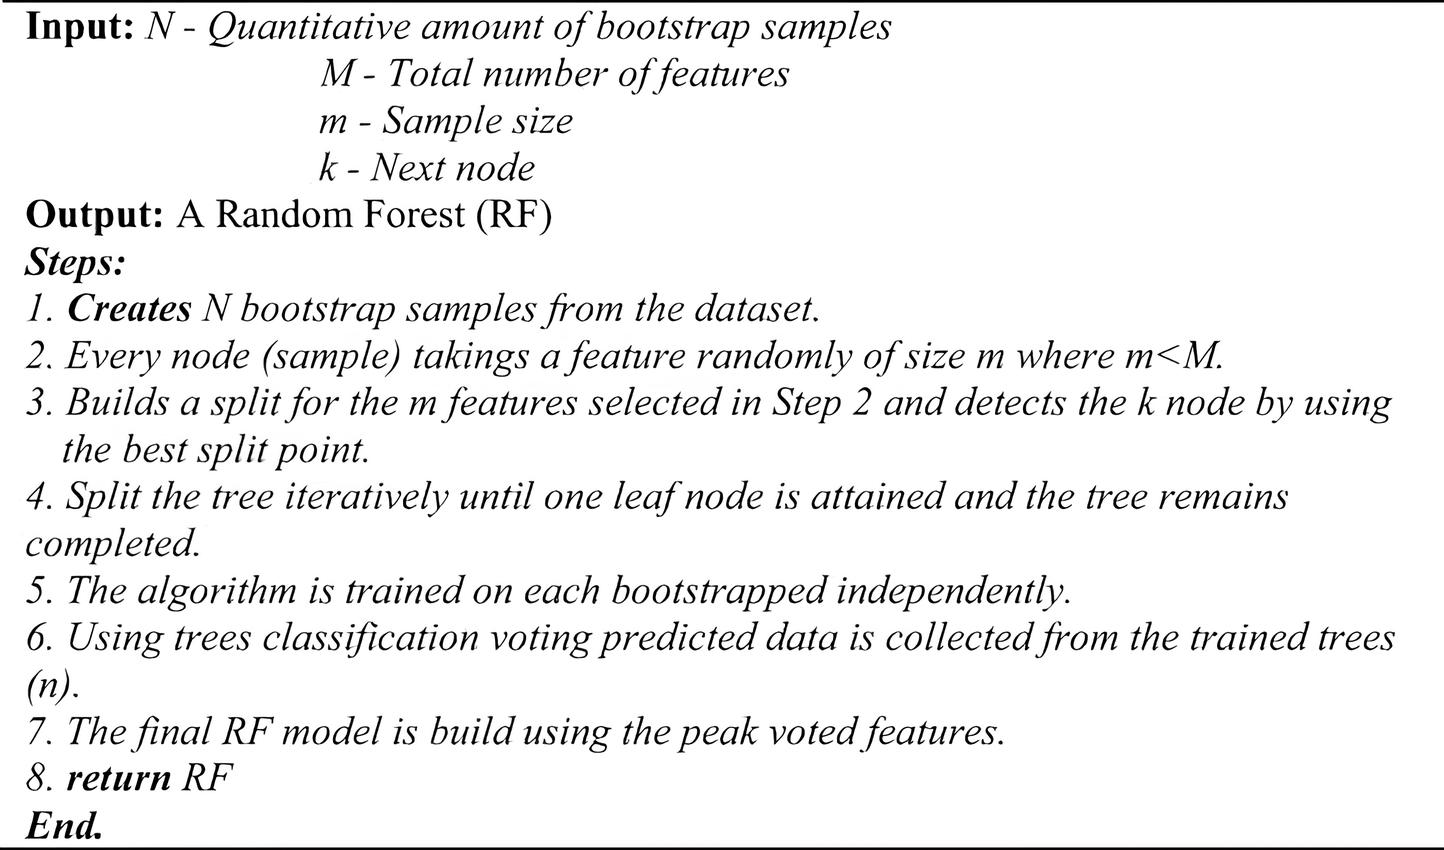 Input: N - Quantitative amount of bootstrap samples
M - Total number of features
m - Sample size
k - Next node
Output: A Random Forest (RF)
Steps:
1. Creates N bootstrap samples from the dataset.
2. Every node (sample) takings a feature randomly of size m where m<M.
3. Builds a split for the m features selected in Step 2 and detects the k node by using
the best split point.
4. Split the tree iteratively until one leaf node is attained and the tree remains
completed.
5. The algorithm is trained on each bootstrapped independently.
6. Using trees classification voting predicted data is collected from the trained trees
(n).
7. The final RF model is build using the peak voted features.
8. return RF
End.